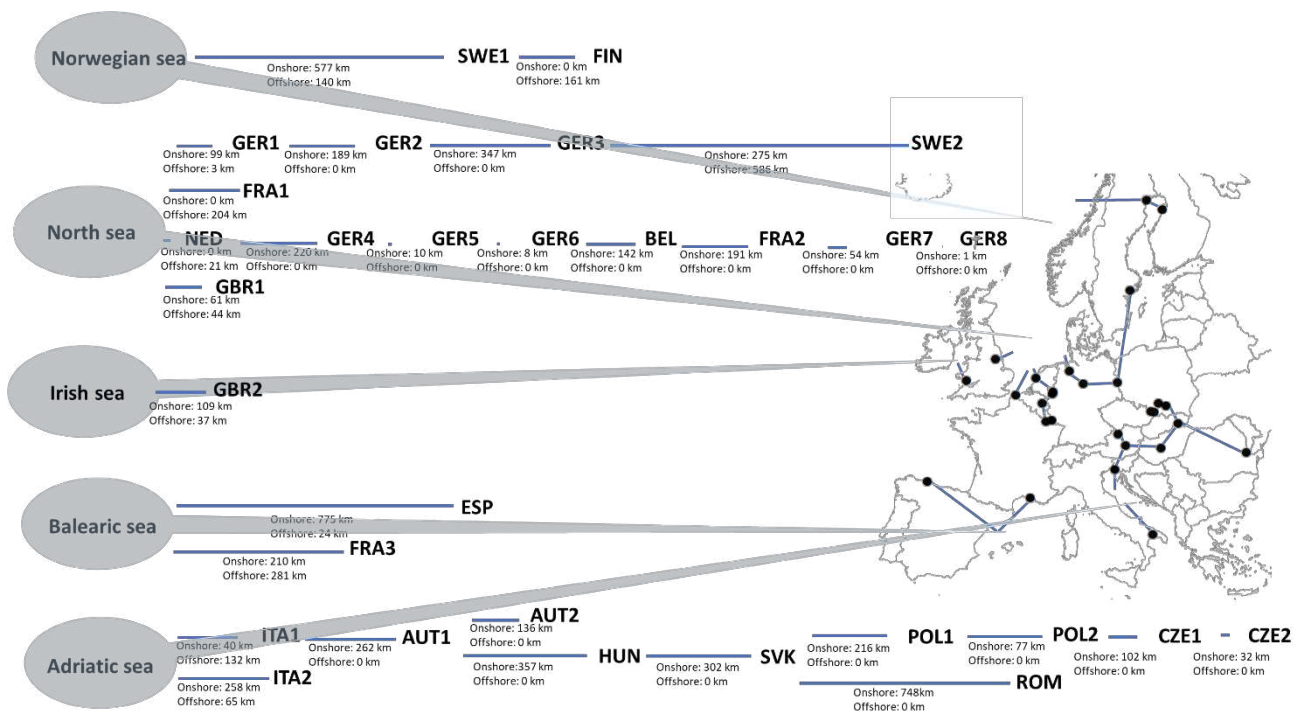 Norwegian sea
SWE1
FIN
Onshore: 577 km
Offshore: 140 km
Onshore: 0 km
Offshore: 161 km
GER1
GER2
GER3
SWE2
Onshore: 99 km
Offshore: 3 km
Onshore: 189 km
Offshore: 0 km
Onshore: 347 km
Offshore: 0 km
Onshore: 275 km
Offshore: 586 km
FRA1
Onshore: 0 km
Offshore: 204 km
North sea
NED
GER4
GER5
GER6
BEL
FRA2
GER7
GER8
Onshore: 0 km
Offshore: 21 km
Onshore: 220 km
Offshore: 0 km
Onshore: 10 km
Offshore: 0 km
Onshore: 8 km
Offshore: 0 km
Onshore: 142 km
Offshore: 0 km
Onshore: 191 km
Offshore: 0 km
Onshore: 54 km
Offshore: 0 km
Onshore: 1 km
Offshore: 0 km
GBR1
Onshore: 61 km
Offshore: 44 km
Irish sea
GBR2
Onshore: 109 km
Offshore: 37 km
Balearic sea
ESP
Onshore: 775 km
Offshore: 24 km
FRA3
Onshore: 210 km
Offshore: 281 km
Adriatic sea
ITA1
AUT1
AUT2
Onshore: 40 km
Offshore: 132 km
Onshore: 262 km
Offshore: 0 km
Onshore: 136 km
Offshore: 0 km
HUN
SVK
POL1
POL2
CZE1
CZE2
Onshore:357 km
Offshore: 0 km
Onshore: 302 km
Offshore: 0 km
Onshore: 216 km
Offshore: 0 km
Onshore: 77 km
Offshore: 0 km
Onshore: 102 km
Offshore: 0 km
Onshore: 32 km
Offshore: 0 km
ITA2
Onshore: 258 km
Offshore: 65 km
ROM
Onshore: 748km
Offshore: 0 km